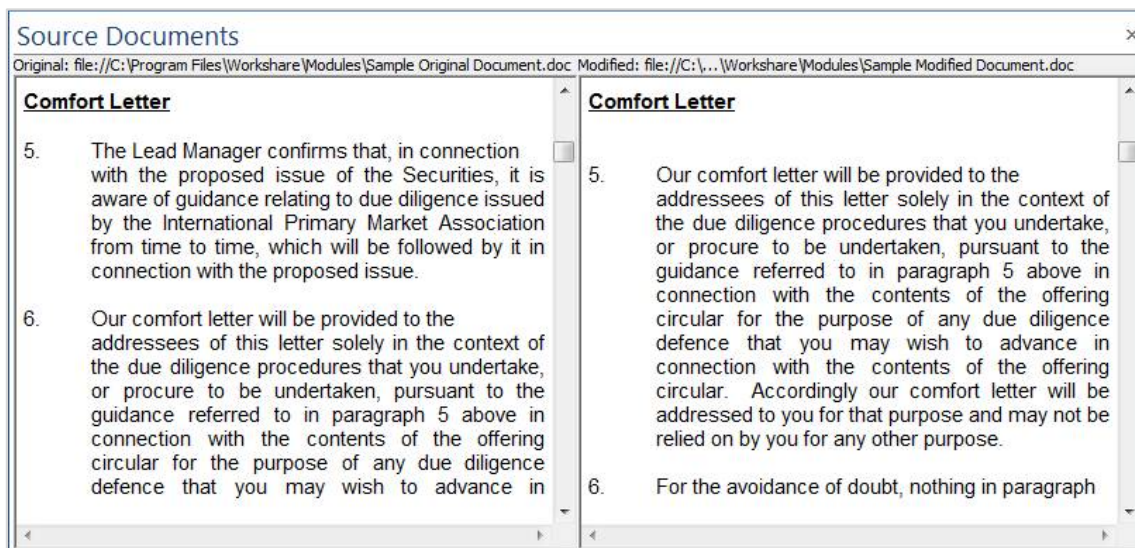 Source Documents
Original: file://C:\Program Files\Workshare\Modules\Sample Original Document.doc Modified: file://C:\...\Workshare\Modules\Sample Modified Document.doc
Comfort Letter
5. The Lead Manager confirms that, in connection
with the proposed issue of the Securities, it is
aware of guidance relating to due diligence issued
by the International Primary Market Association
from time to time, which will be followed by it in
connection with the proposed issue.
6. Our comfort letter will be provided to the
addressees of this letter solely in the context of
the due diligence procedures that you undertake,
or procure to be undertaken, pursuant to the
guidance referred to in paragraph 5 above in
connection with the contents of the offering
circular for the purpose of any due diligence
defence that you may wish to advance in
Comfort Letter
5. Our comfort letter will be provided to the
addressees of this letter solely in the context of
the due diligence procedures that you undertake,
or procure to be undertaken, pursuant to the
guidance referred to in paragraph 5 above in
connection with the contents of the offering
circular for the purpose of any due diligence
defence that you may wish to advance in
connection with the contents of the offering
circular. Accordingly our comfort letter will be
addressed to you for that purpose and may not be
relied on by you for any other purpose.
6. For the avoidance of doubt, nothing in paragraph